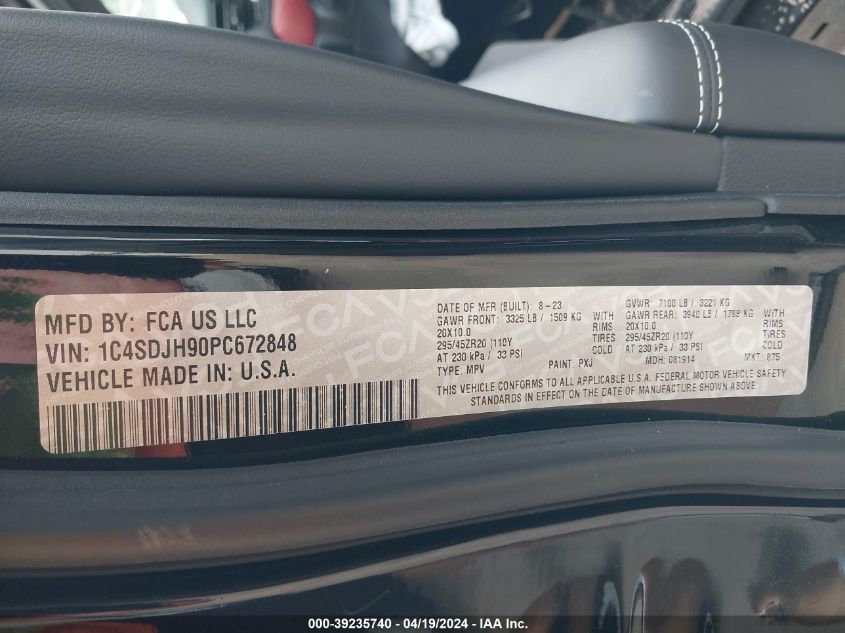 MFD BY: FCA US LLC
VIN: 1C4SDJH90PC672848
VEHICLE MADE IN: U.S.A.
DATE OF MFR (BUILT): 8-23 GVWR: 7100 LB / 3221 KG
GAWR FRONT: 3325 LB / 1509 KG GAWR REAR: 3940 LB / 1788 KG
20X10.0 RIMS 20X10.0 RIMS
295/45ZR20 (110Y TIRES 295/45ZR20 (110Y TIRES
AT 230 kPa / 33 PSI COLD AT 230 kPa / 33 PSI COLD
TYPE: MPV PAINT: PXJ MDH: 081914 MKT: 875
THIS VEHICLE CONFORMS TO ALL APPLICABLE U.S.A. FEDERAL MOTOR VEHICLE SAFETY
STANDARDS IN EFFECT ON THE DATE OF MANUFACTURE SHOWN ABOVE
000-39235740 - 04/19/2024 - IAA Inc.